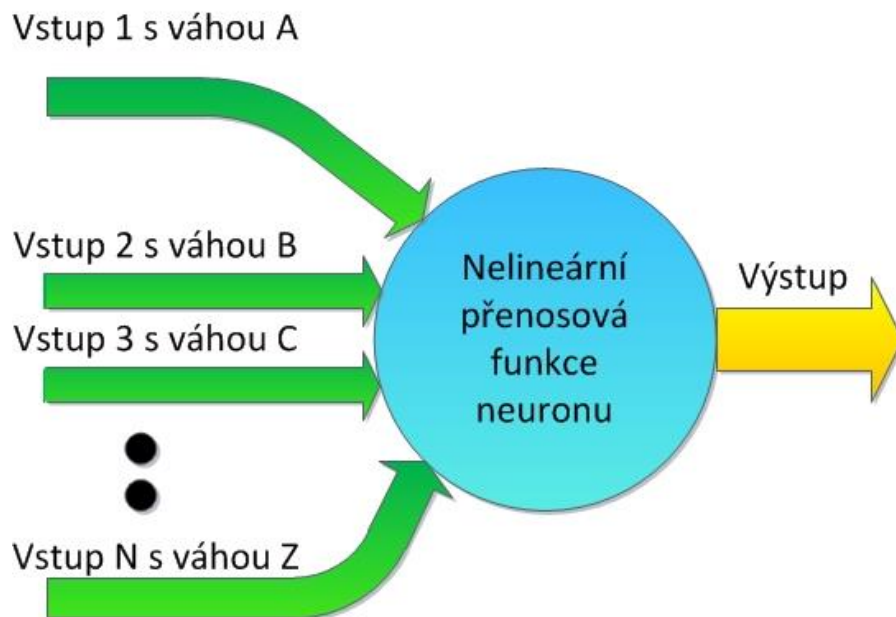 Vstup 1 s váhou A
Vstup 2 s váhou B
Vstup 3 s váhou C
Vstup N s váhou Z
Nelineární
přenosová
funkce
neuronu
Výstup